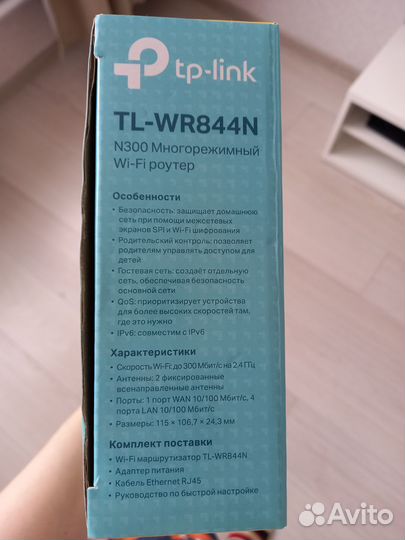 tp-link
TL-WR844N
N300 Многорежимный
Wi-Fi роутер
Особенности
• Безопасность: защищает домашнюю
сеть при помощи межсетевых
экранов SPI и Wi-Fi шифрования
• Родительский контроль: позволяет
родителям управлять доступом для
детей
• Гостевая сеть: создаёт отдельную
сеть, обеспечивая безопасность
основной сети
• QoS: приоритизирует устройства
для более высоких скоростей там,
где это нужно
• IPv6: совместим с IPv6
Характеристики
• Скорость Wi-Fi: до 300 Мбит/с на 2,4 ГГц
• Антенны: 2 фиксированные
всенаправленные антенны
• Порты: 1 порт WAN 10/100 Мбит/с, 4
порта LAN 10/100 Мбит/с
• Размеры: 115 × 106,7 × 24,3 мм
Комплект поставки
• Wi-Fi маршрутизатор TL-WR844N
• Адаптер питания
• Кабель Ethernet RJ45
• Руководство по быстрой настройке
Avito